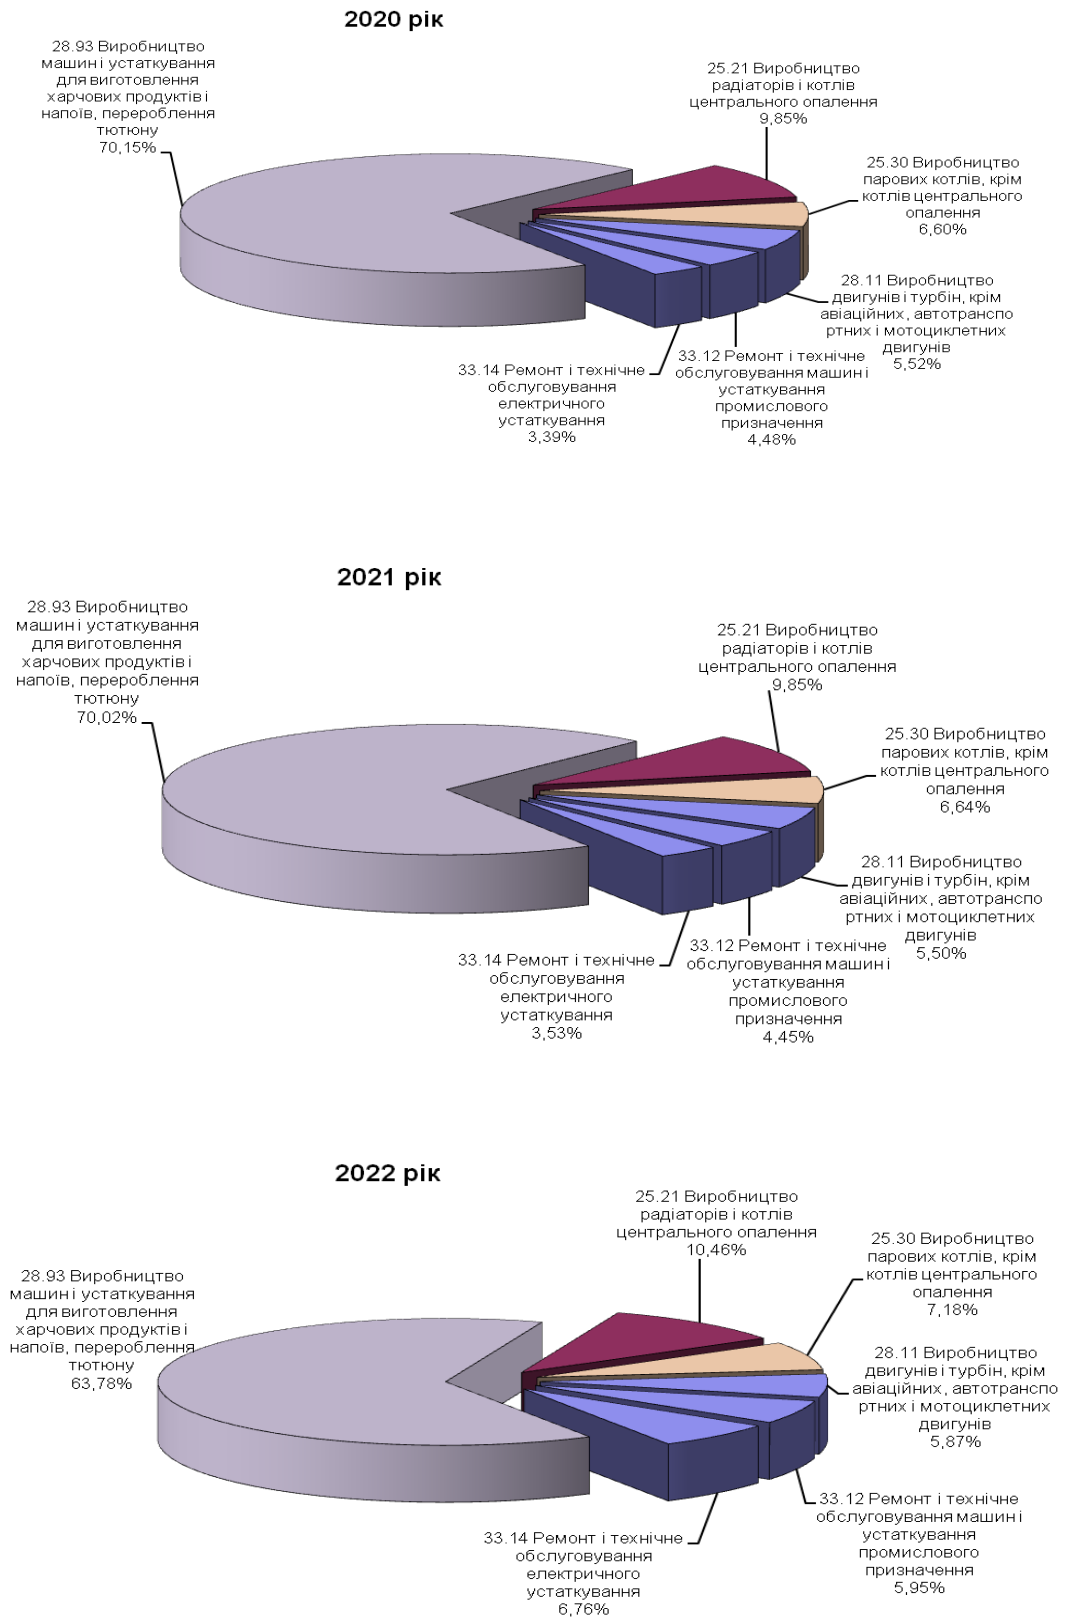 2020 рік
28.93 Виробництво
машин і устаткування
для виготовлення
харчових продуктів і
напоїв, перероблення
тютюну
70,15%
25.21 Виробництво
радіаторів і котлів
центрального опалення
9,85%
25.30 Виробництво
парових котлів, крім
котлів центрального
опалення
6,60%
28.11 Виробництво
двигунів і турбін, крім
авіаційних, автотранспо
ртних і мотоциклетних
двигунів
5,52%
33.12 Ремонт і технічне
обслуговування машин і
устаткування
промислового
призначення
4,48%
33.14 Ремонт і технічне
обслуговування
електричного
устаткування
3,39%
2021 рік
28.93 Виробництво
машин і устаткування
для виготовлення
харчових продуктів і
напоїв, перероблення
тютюну
70,02%
25.21 Виробництво
радіаторів і котлів
центрального опалення
9,85%
25.30 Виробництво
парових котлів, крім
котлів центрального
опалення
6,64%
28.11 Виробництво
двигунів і турбін, крім
авіаційних, автотранспо
ртних і мотоциклетних
двигунів
5,50%
33.12 Ремонт і технічне
обслуговування машин і
устаткування
промислового
призначення
4,45%
33.14 Ремонт і технічне
обслуговування
електричного
устаткування
3,53%
2022 рік
28.93 Виробництво
машин і устаткування
для виготовлення
харчових продуктів і
напоїв, перероблення
тютюну
63,78%
25.21 Виробництво
радіаторів і котлів
центрального опалення
10,46%
25.30 Виробництво
парових котлів, крім
котлів центрального
опалення
7,18%
28.11 Виробництво
двигунів і турбін, крім
авіаційних, автотранспо
ртних і мотоциклетних
двигунів
5,87%
33.12 Ремонт і технічне
обслуговування машин і
устаткування
промислового
призначення
5,95%
33.14 Ремонт і технічне
обслуговування
електричного
устаткування
6,76%